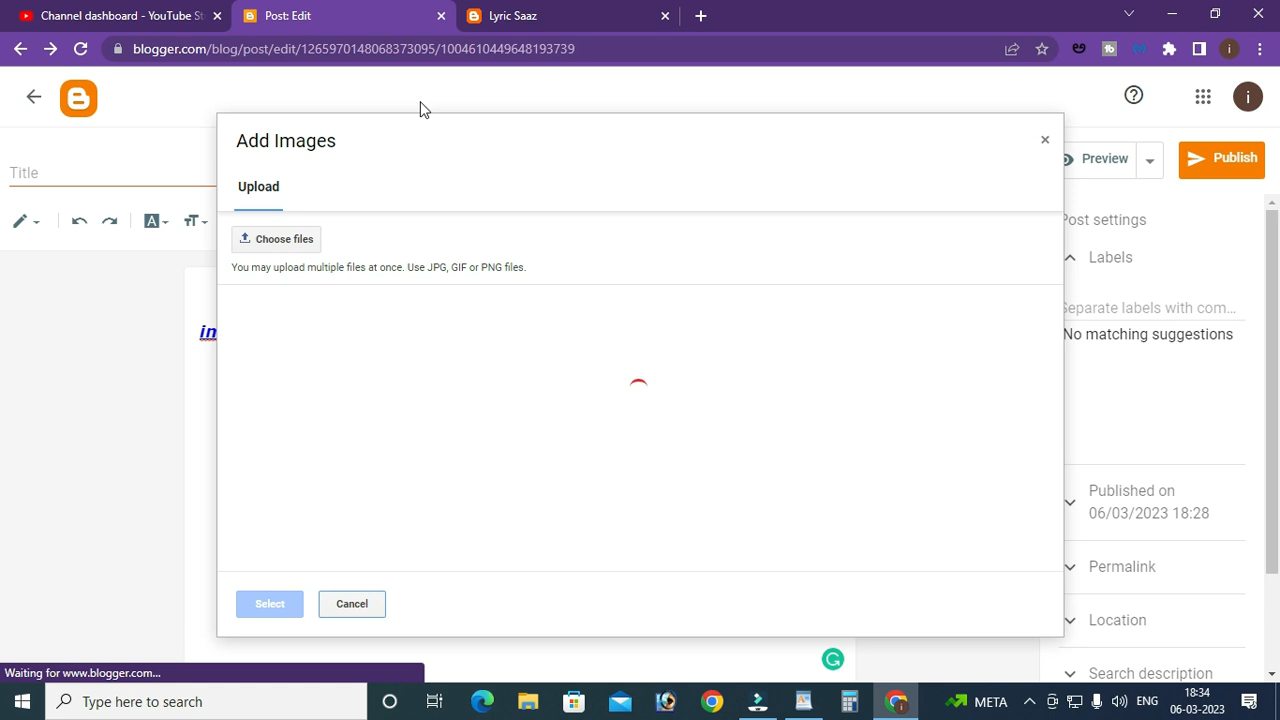 Channel dashboard - YouTube St
Post: Edit
Lyric Saaz
blogger.com/blog/post/edit/1265970148068373095/1004610449648193739
i
i
Add Images
Title
Preview
Publish
Upload
Post settings
Choose files
Labels
You may upload multiple files at once. Use JPG, GIF or PNG files.
Separate labels with com...
in
No matching suggestions
Published on
06/03/2023 18:28
Permalink
Select
Cancel
Location
Waiting for www.blogger.com...
Search description
Type here to search
META
ENG
18:34
06-03-2023